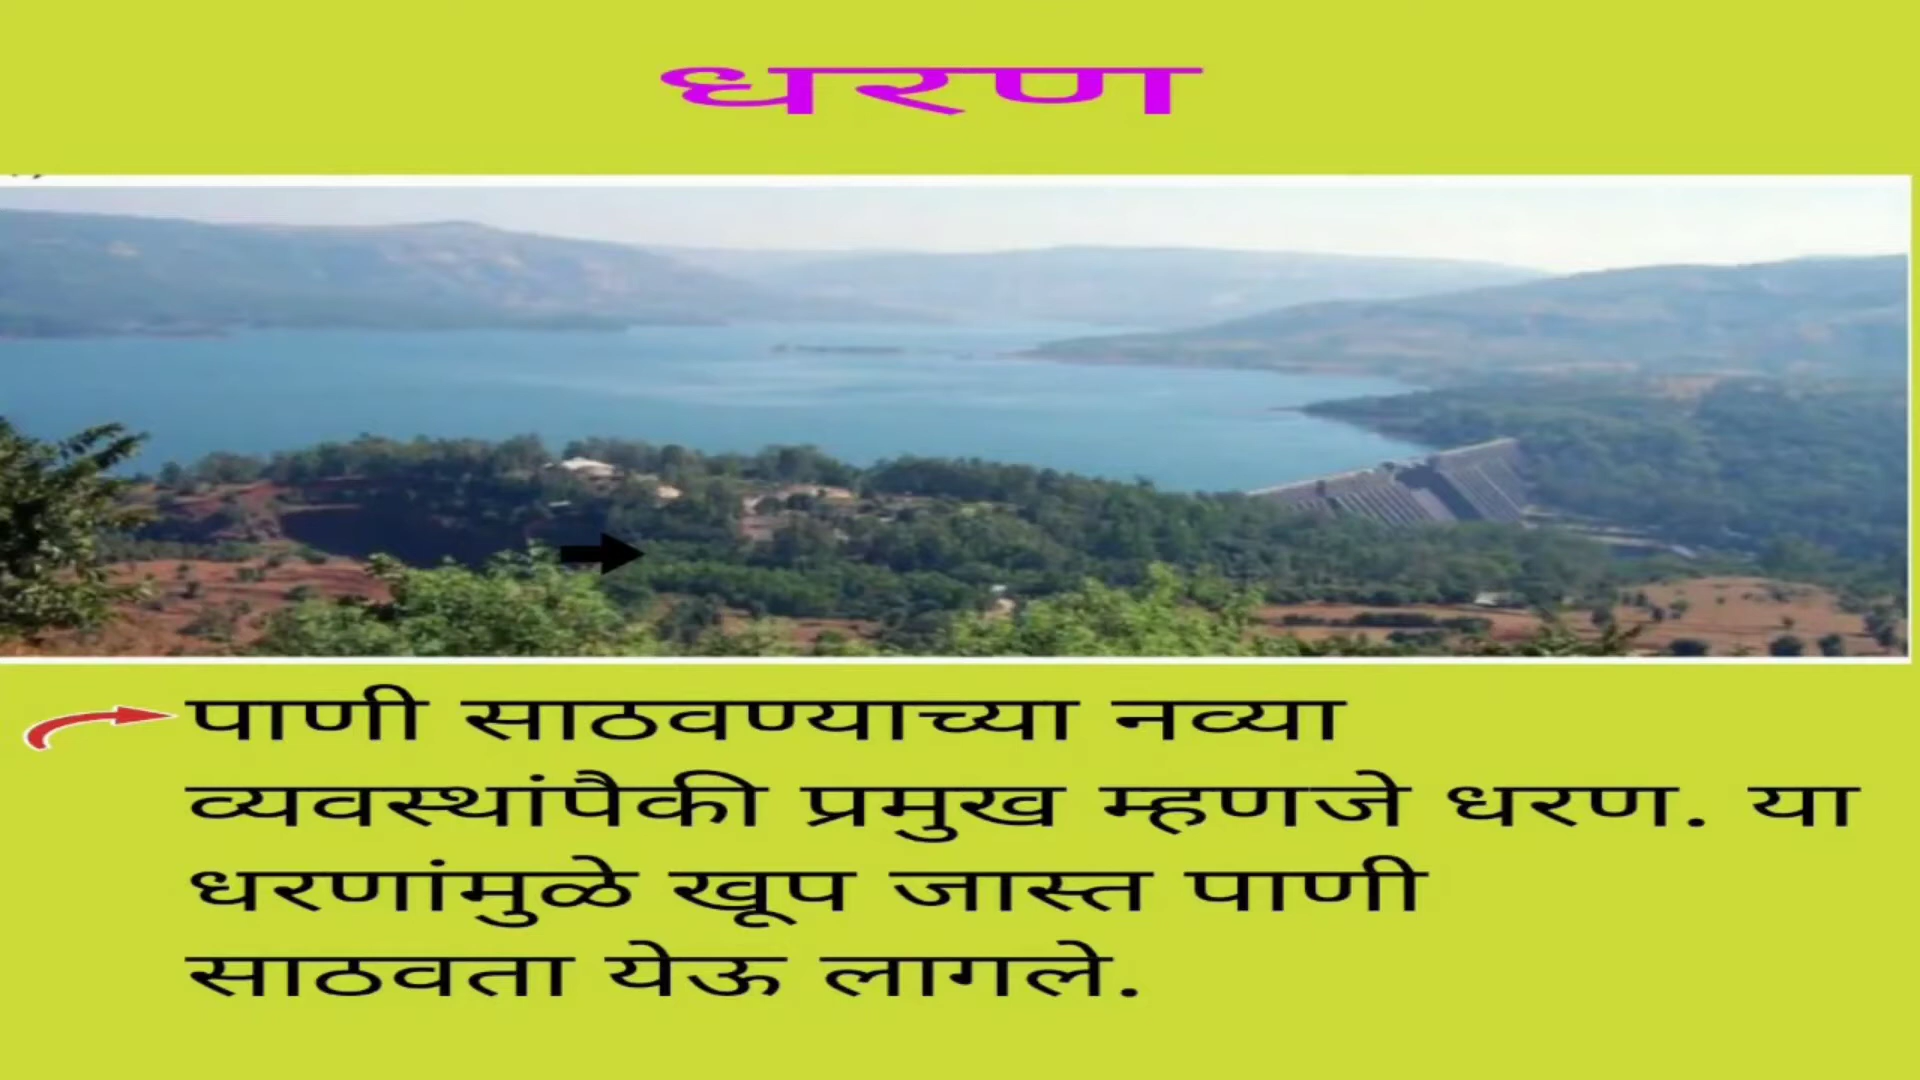 धरण
पाणी साठवण्याच्या नव्या
व्यवस्थांपैकी प्रमुख म्हणजे धरण. या
धरणांमुळे खूप जास्त पाणी
साठवता येऊ लागले.